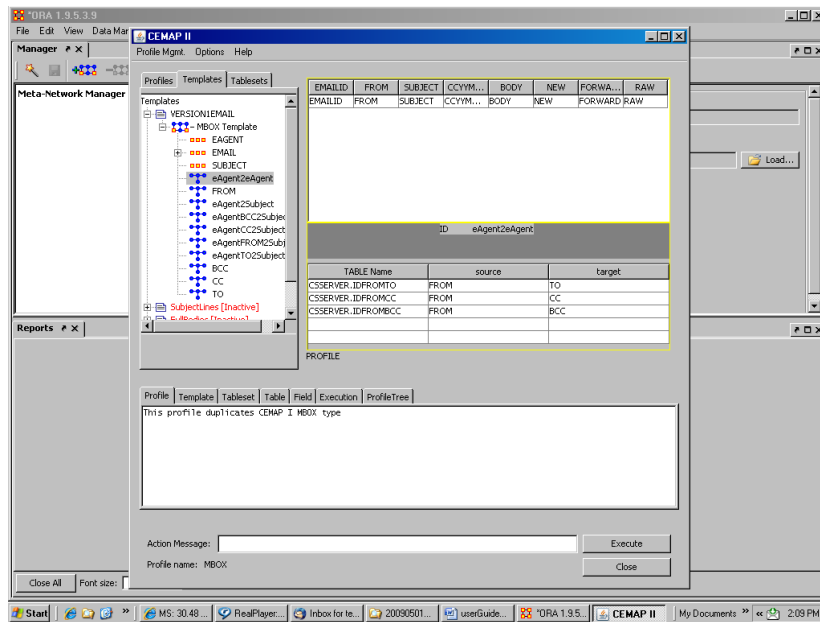 *ORA 1.9.5.3.9
File Edit View Data Mar
CEMAP II
Manager
Profile Mgmt. Options Help
Meta-Network Manager
Profiles Templates Tablesets
Templates
VERSION1EMAIL
MBOX Template
EAGENT
EMAIL
SUBJECT
eAgent2eAgent
FROM
eAgent2Subject
eAgentBCC2Subjec
eAgentCC2Subject
eAgentFROM2Subj
eAgentTO2Subject
BCC
CC
TO
SubjectLines [Inactive]
EMAILID FROM SUBJECT CCYYM... BODY NEW FORWA... RAW
EMAILID FROM SUBJECT CCYYM... BODY NEW FORWARD RAW
Load...
ID eAgent2eAgent
TABLE Name source target
CSSERVER.IDFROMTO FROM TO
CSSERVER.IDFROMCC FROM CC
CSSERVER.IDFROMBCC FROM BCC
Reports
PROFILE
Profile Template Tableset Table Field Execution ProfileTree
This profile duplicates CEMAP I MBOX type
Action Message: Execute
Profile name: MBOX Close
Close All Font size:
Start » MS: 30.48 ... RealPlayer:... Inbox for te... 20090501... userGuide... *ORA 1.9.5... CEMAP II My Documents » « 2:09 PM